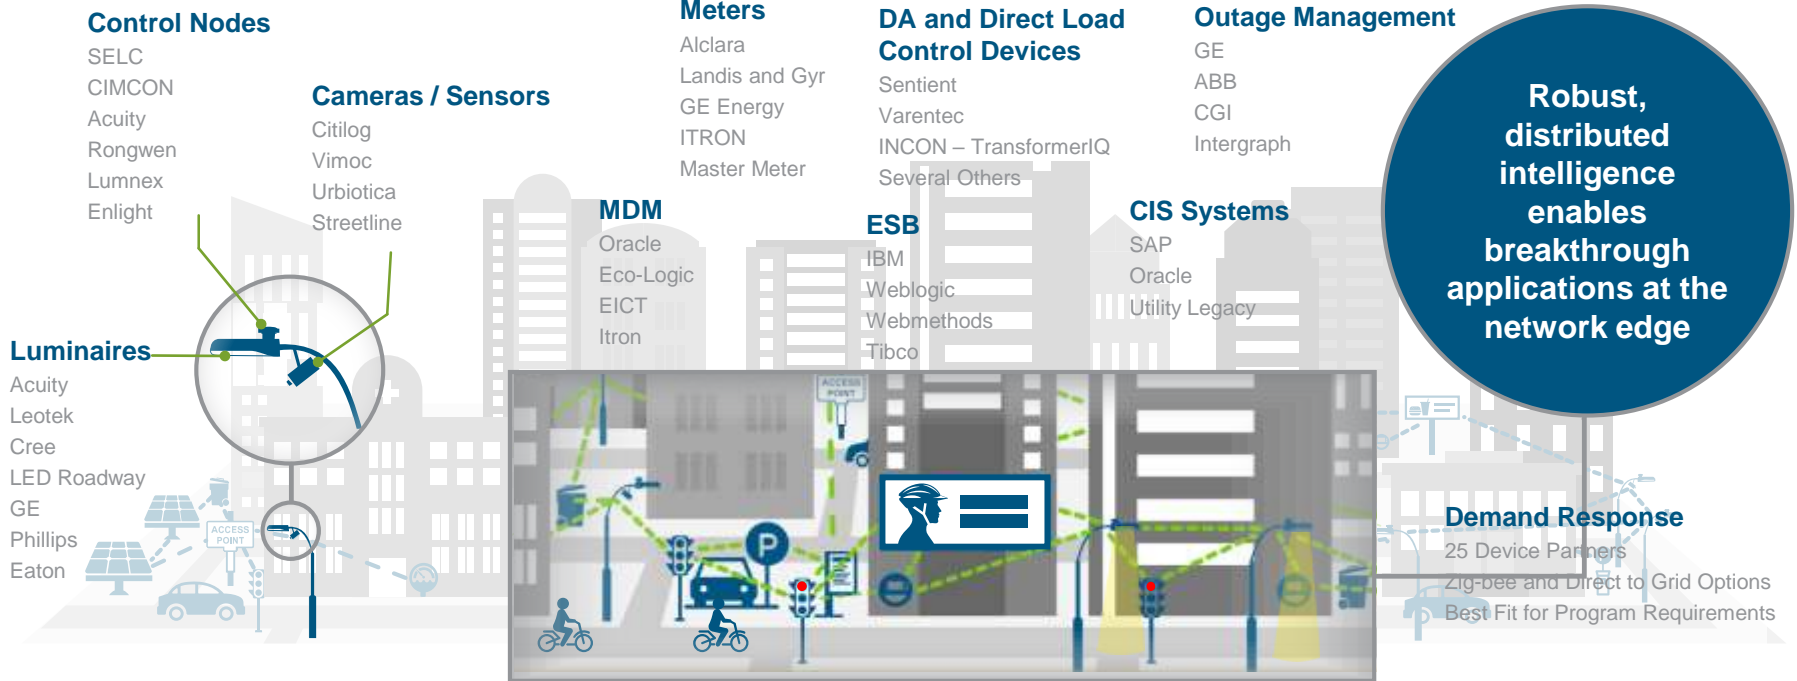 Control Nodes
SELC
CIMCON
Acuity
Rongwen
Lumnex
Enlight
Cameras / Sensors
Citilog
Vimoc
Urbiotica
Streetline
Luminaires
Acuity
Leotek
Cree
LED Roadway
GE
Phillips
Eaton
Meters
Alclara
Landis and Gyr
GE Energy
ITRON
Master Meter
MDM
Oracle
Eco-Logic
EICT
Itron
DA and Direct Load
Control Devices
Sentient
Varentec
INCON – TransformerIQ
Several Others
ESB
IBM
Weblogic
Webmethods
Tibco
Outage Management
GE
ABB
CGI
Intergraph
CIS Systems
SAP
Oracle
Utility Legacy
Robust,
distributed
intelligence
enables
breakthrough
applications at the
network edge
Demand Response
25 Device Partners
Zig-bee and Direct to Grid Options
Best Fit for Program Requirements
ACCESS
POINT
ACCESS
POINT
P